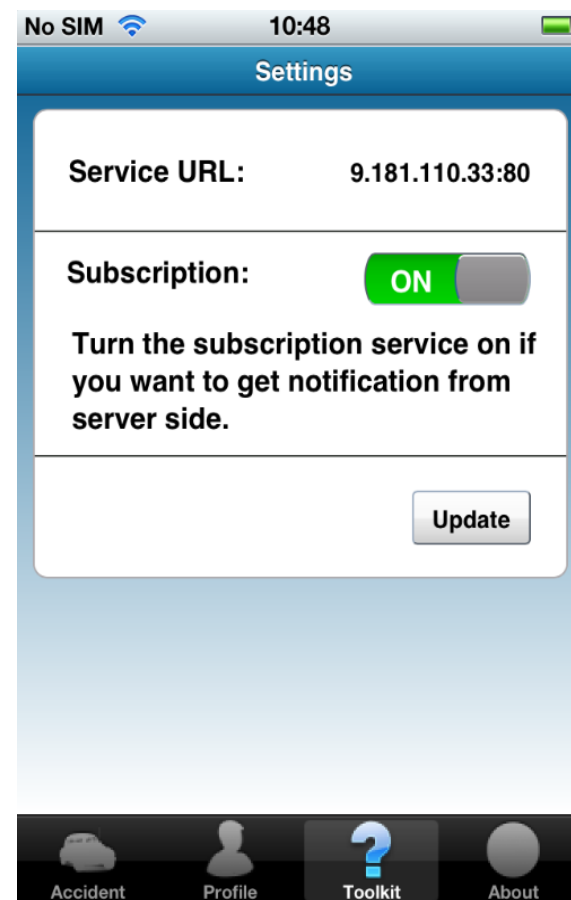 No SIM 10:48
Settings
Service URL: 9.181.110.33:80
Subscription: ON
Turn the subscription service on if
you want to get notification from
server side.
Update
Accident Profile Toolkit About